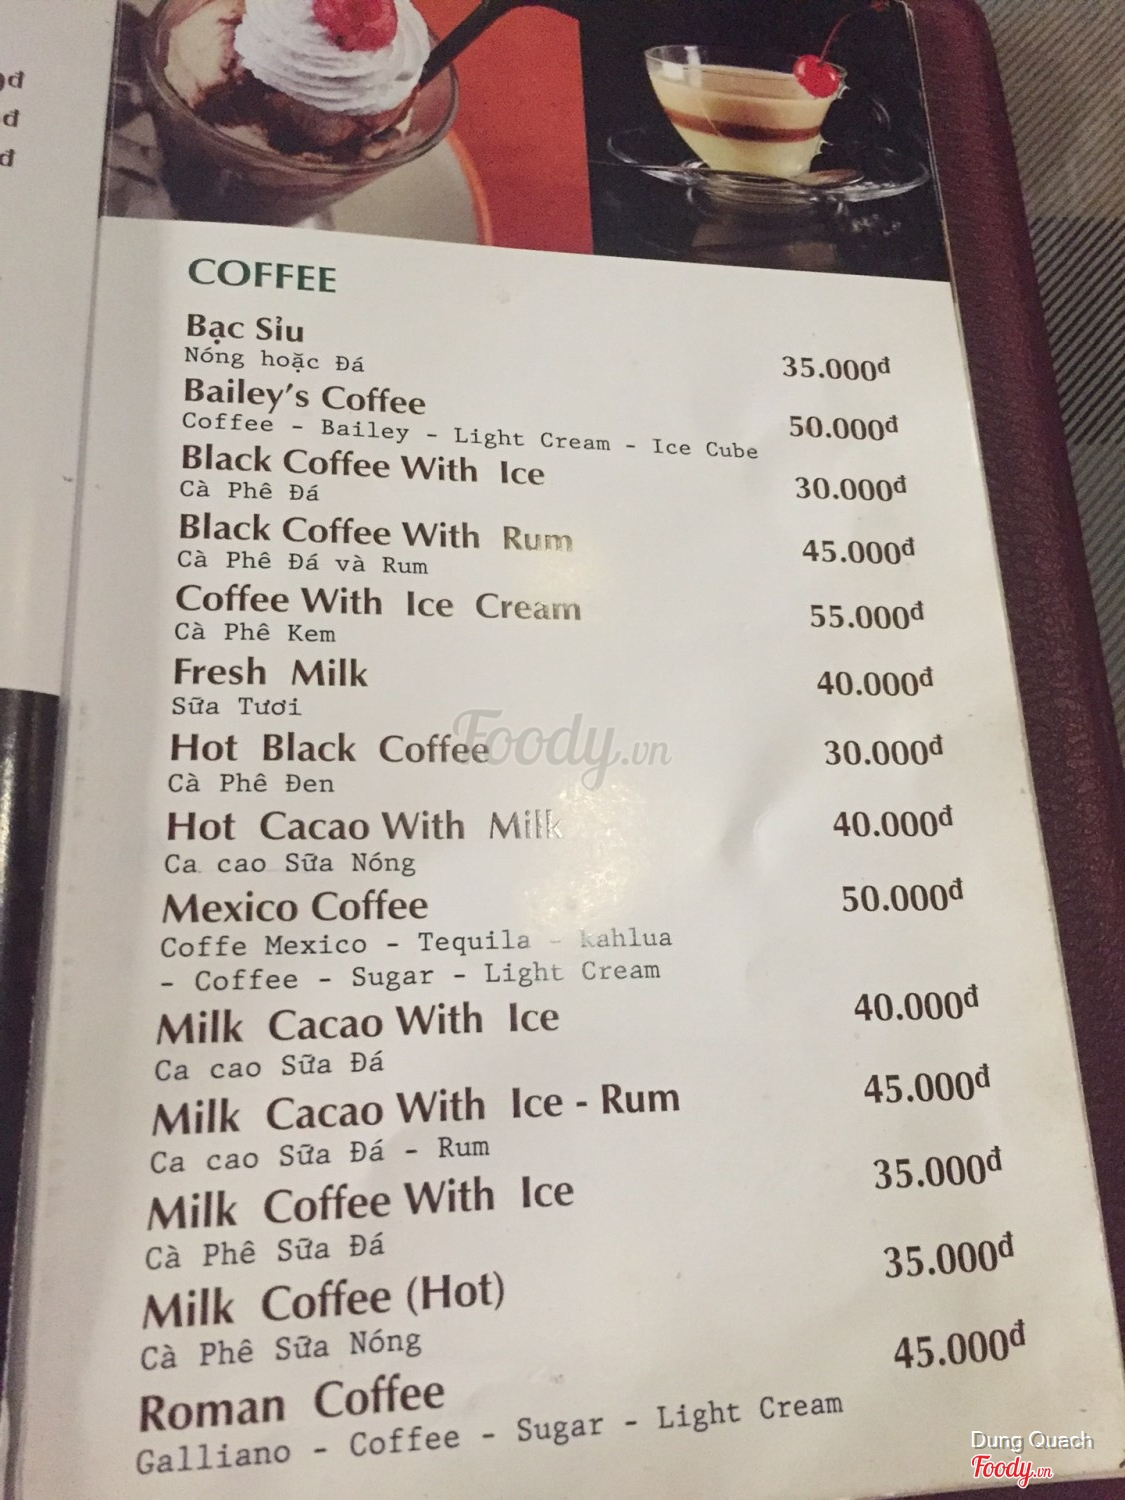 đ
đ
đ
COFFEE
Bạc Sỉu
Nóng hoặc Đá
35.000đ
Bailey's Coffee
Coffee - Bailey - Light Cream - Ice Cube
50.000đ
Black Coffee With Ice
Cà Phê Đá
30.000đ
Black Coffee With Rum
Cà Phê Đá và Rum
45.000đ
Coffee With Ice Cream
Cà Phê Kem
55.000đ
Fresh Milk
Sữa Tươi
40.000đ
Hot Black Coffee
Cà Phê Đen
30.000đ
Foody.vn
Hot Cacao With Milk
Ca cao Sữa Nóng
40.000đ
Mexico Coffee
Coffe Mexico - Tequila - kahlua
- Coffee - Sugar - Light Cream
50.000đ
Milk Cacao With Ice
Ca cao Sữa Đá
40.000đ
Milk Cacao With Ice - Rum
Ca cao Sữa Đá - Rum
45.000đ
Milk Coffee With Ice
Cà Phê Sữa Đá
35.000đ
Milk Coffee (Hot)
Cà Phê Sữa Nóng
35.000đ
Roman Coffee
Galliano - Coffee - Sugar - Light Cream
45.000đ
Dung Quach
Foody.vn